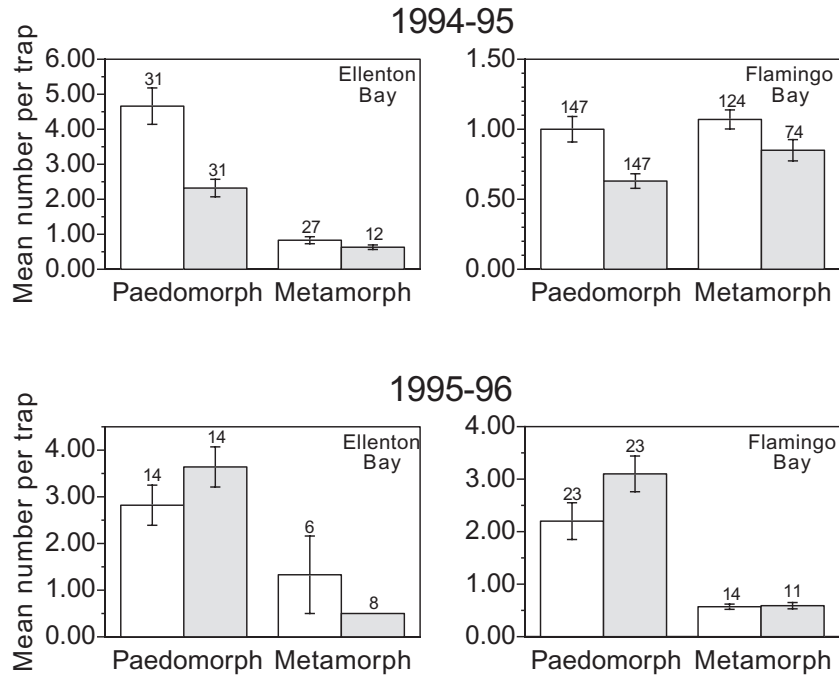 1994-95
Mean number per trap
6.00
5.00
4.00
3.00
2.00
1.00
0.00
Ellenton
Bay
31
31
27
12
Paedomorph Metamorph
1.50
1.00
0.50
0.00
Flamingo
Bay
147
147
124
74
Paedomorph Metamorph
1995-96
Mean number per trap
4.00
3.00
2.00
1.00
0.00
Ellenton
Bay
14
14
6
8
Paedomorph Metamorph
4.00
3.00
2.00
1.00
0.00
Flamingo
Bay
23
23
14
11
Paedomorph Metamorph